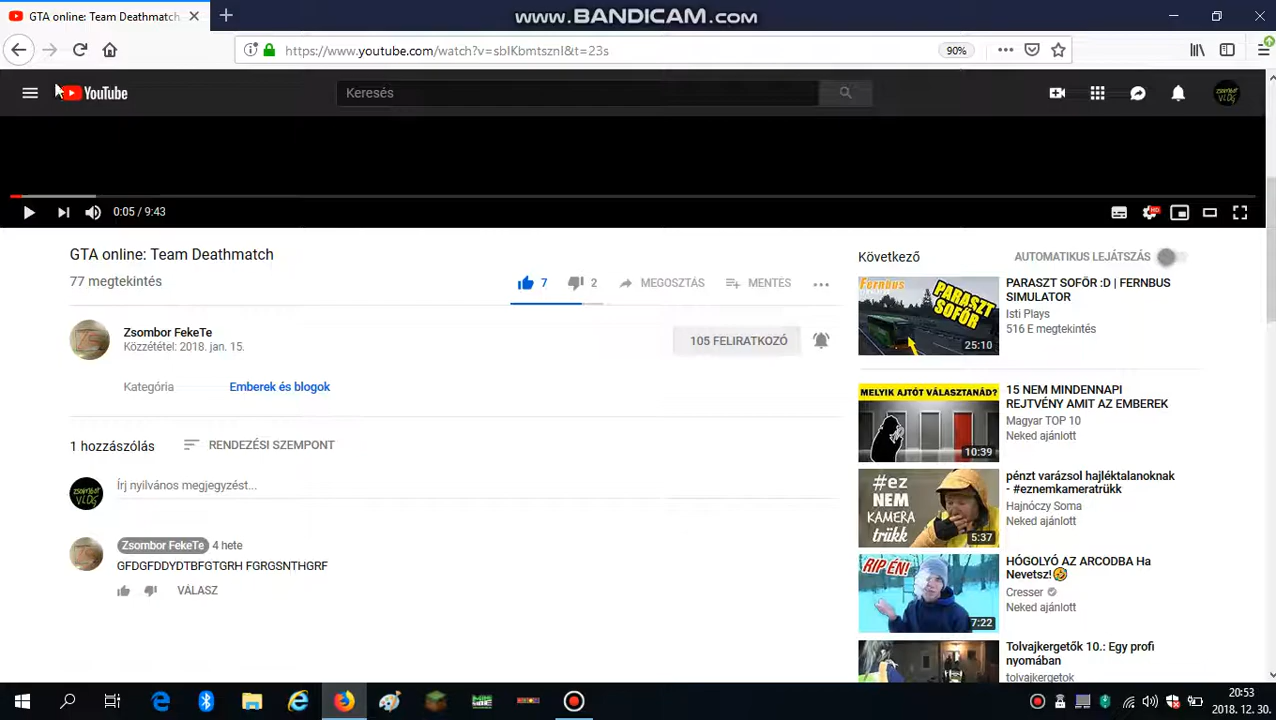 GTA online: Team Deathmatch
www.BANDICAM.com
https://www.youtube.com/watch?v=sbIKbmtsznI&t=23s
90%
YouTube
Keresés
zsombor VLOG
0:05 / 9:43
HD
GTA online: Team Deathmatch
77 megtekintés
7
2
MEGOSZTÁS
MENTÉS
Zsombor FekeTe
Közzététel: 2018. jan. 15.
105 FELIRATKOZÓ
Kategória
Emberek és blogok
1 hozzászólás
RENDEZÉSI SZEMPONT
Írj nyilvános megjegyzést...
Zsombor FekeTe
4 hete
GFDGFDDYDTBFGTGRH FGRGSNTHGRF
VÁLASZ
Következő
AUTOMATIKUS LEJÁTSZÁS
Fernbus
PARASZT
SOFŐR
25:10
PARASZT SOFŐR :D | FERNBUS
SIMULATOR
Isti Plays
516 E megtekintés
MELYIK AJTÓT VÁLASZTANÁD?
10:39
15 NEM MINDENNAPI
REJTVÉNY AMIT AZ EMBEREK
Magyar TOP 10
Neked ajánlott
#ez
NEM
KAMERA
trükk
5:37
pénzt varázsol hajléktalanoknak
- #eznemkameratrükk
Hajnóczy Soma
Neked ajánlott
RIP ÉN!
7:22
HÓGOLYÓ AZ ARCODBA Ha
Nevetsz!🤣
Cresser
Neked ajánlott
Tolvajkergetők 10.: Egy profi
nyomában
tolvajkergetok
20:53
2018. 12. 30.